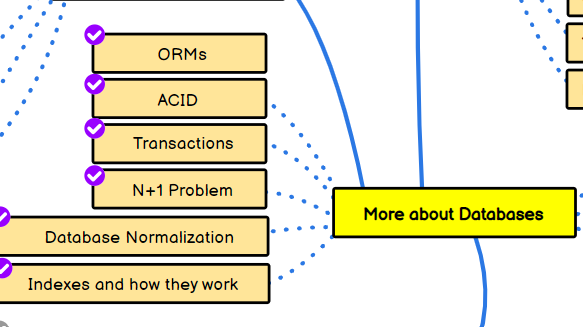 ORMs
ACID
Transactions
N+1 Problem
More about Databases
Database Normalization
Indexes and how they work